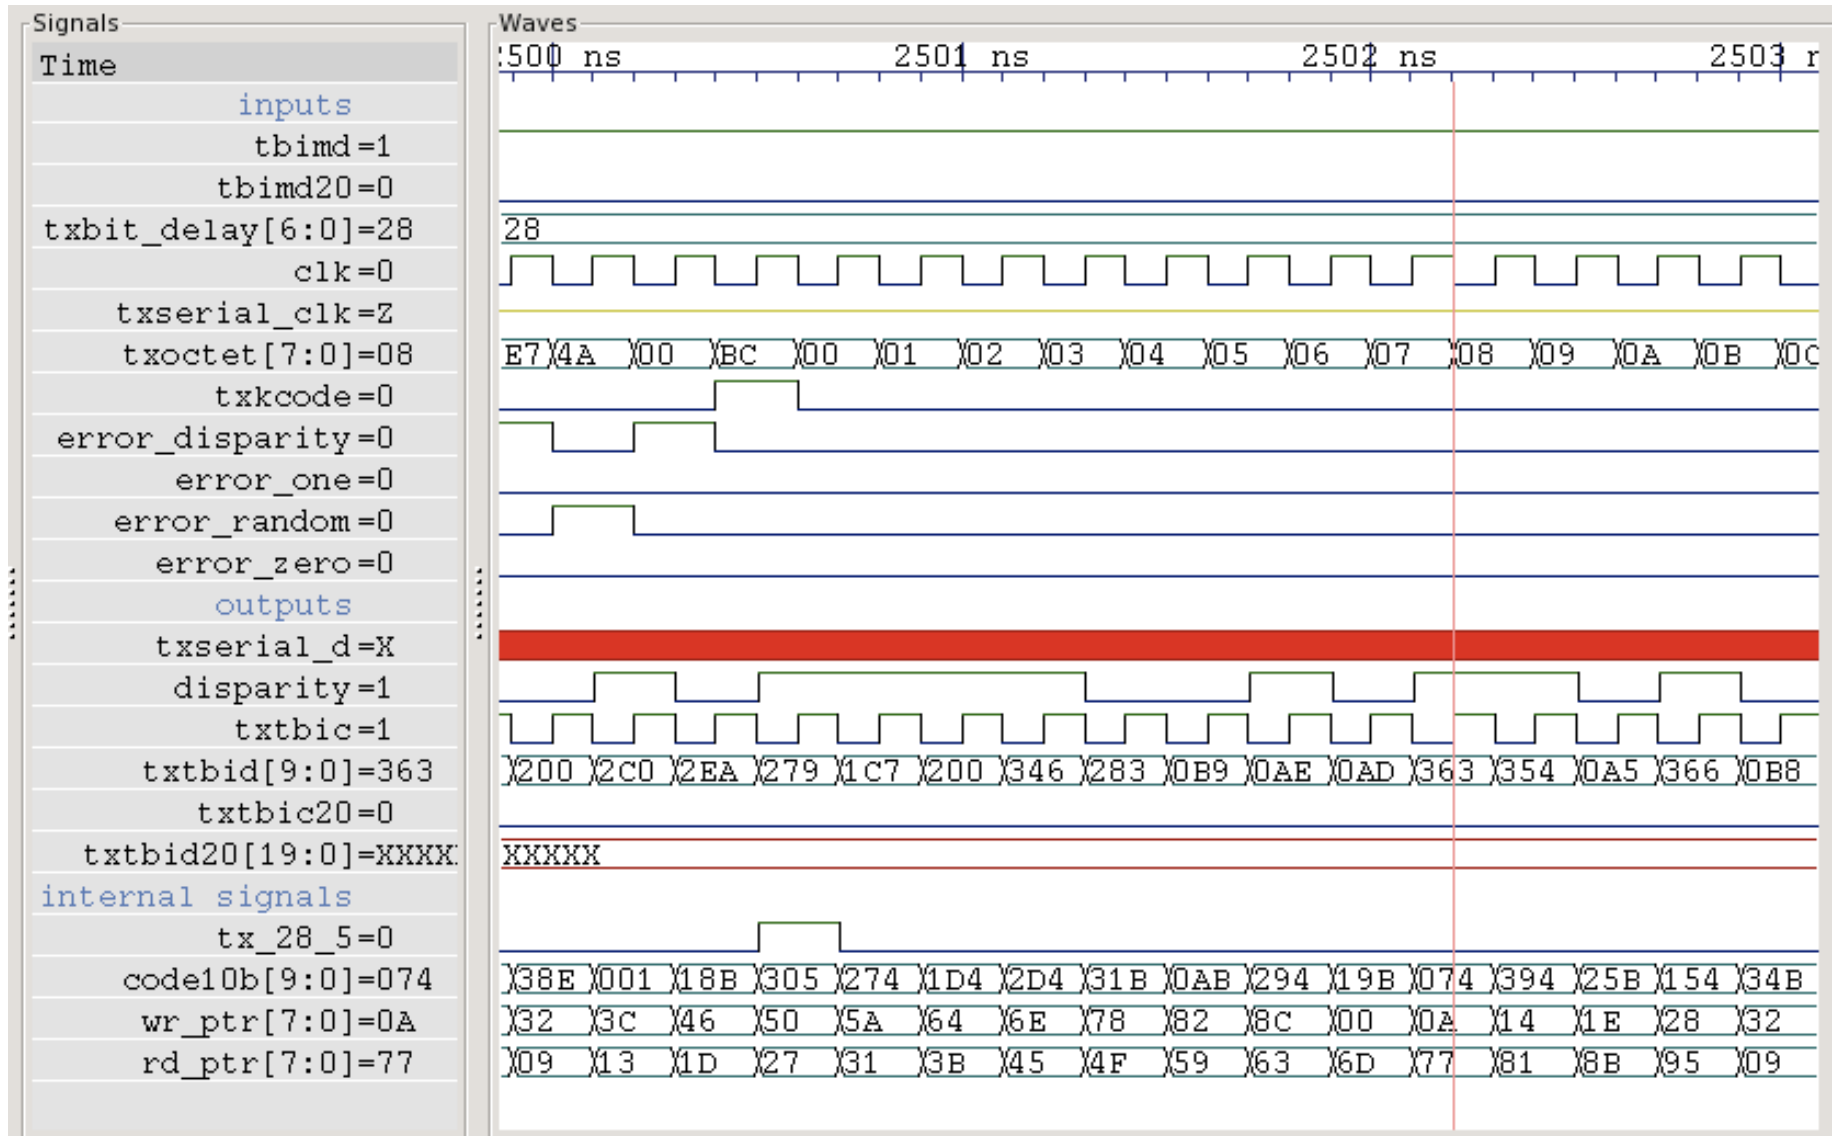 Signals Waves
Time :500 ns 2501 ns 2502 ns 2503 n
inputs
tbimd=1
tbimd20=0
txbit_delay[6:0]=28 28
clk=0
txserial_clk=Z
txoctet[7:0]=08 E7 4A 00 BC 00 01 02 03 04 05 06 07 08 09 0A 0B 0C
txkcode=0
error_disparity=0
error_one=0
error_random=0
error_zero=0
outputs
txserial_d=X
disparity=1
txtbic=1
txtbid[9:0]=363 200 2C0 2EA 279 1C7 200 346 283 0B9 0AE 0AD 363 354 0A5 366 0B8
txtbic20=0
txtbid20[19:0]=XXXX XXXXX
internal signals
tx_28_5=0
code10b[9:0]=074 38E 001 18B 305 274 1D4 2D4 31B 0AB 294 19B 074 394 25B 154 34B
wr_ptr[7:0]=0A 32 3C 46 50 5A 64 6E 78 82 8C 00 0A 14 1E 28 32
rd_ptr[7:0]=77 09 13 1D 27 31 3B 45 4F 59 63 6D 77 81 8B 95 09